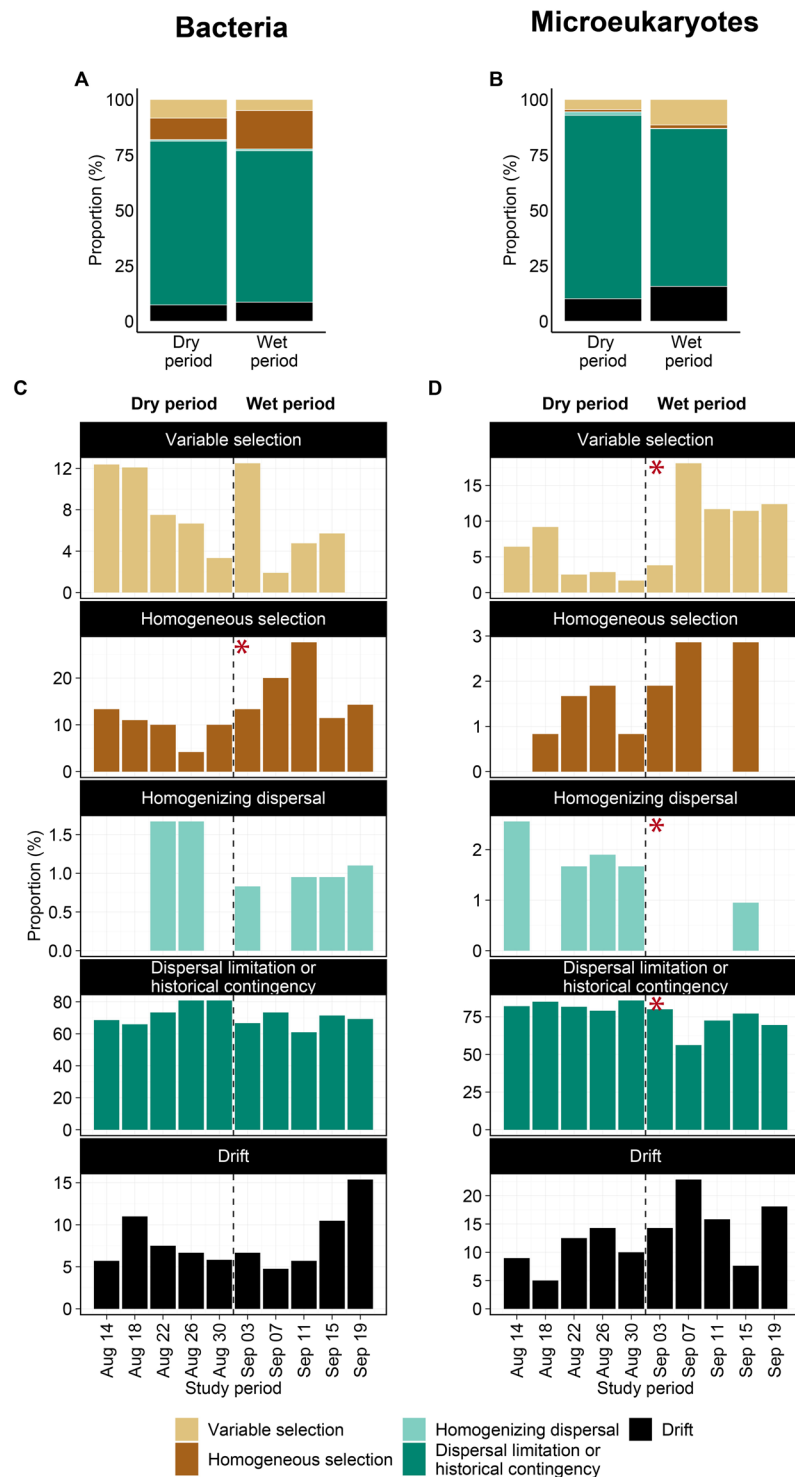 Bacteria
Microeukaryotes
A
B
Proportion (%)
100
75
50
25
0
Dry period
Wet period
Proportion (%)
100
75
50
25
0
Dry period
Wet period
C
Dry period Wet period
Variable selection
12
8
4
0
Homogeneous selection
*
20
10
0
Homogenizing dispersal
1.5
1.0
0.5
0.0
Proportion (%)
Dispersal limitation or
historical contingency
80
60
40
20
0
Drift
15
10
5
0
Aug 14
Aug 18
Aug 22
Aug 26
Aug 30
Sep 03
Sep 07
Sep 11
Sep 15
Sep 19
Study period
D
Dry period Wet period
Variable selection
*
15
10
5
0
Homogeneous selection
3
2
1
0
Homogenizing dispersal
*
2
1
0
Dispersal limitation or
historical contingency
*
75
50
25
0
Drift
20
15
10
5
0
Aug 14
Aug 18
Aug 22
Aug 26
Aug 30
Sep 03
Sep 07
Sep 11
Sep 15
Sep 19
Study period
Variable selection
Homogeneous selection
Homogenizing dispersal
Dispersal limitation or
historical contingency
Drift